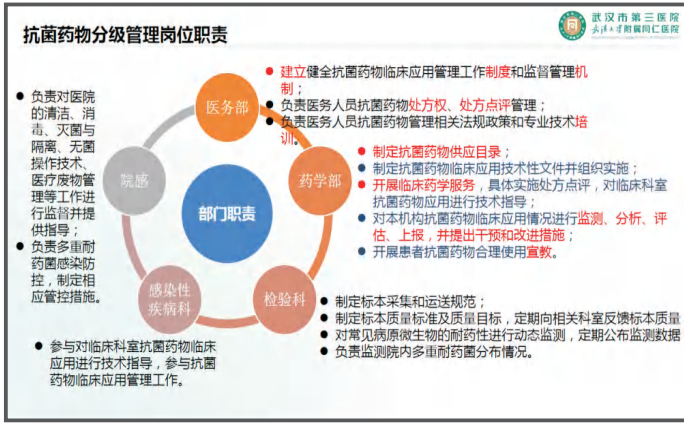 抗菌药物分级管理岗位职责
武汉市第三医院
武汉大学附属同仁医院
● 建立健全抗菌药物临床应用管理工作制度和监督管理机
制；
● 负责医务人员抗菌药物处方权、处方点评管理；
● 负责医务人员抗菌药物管理相关法规政策和专业技术培
训。
医务部
● 制定抗菌药物供应目录；
● 制定抗菌药物临床应用技术性文件并组织实施；
● 开展临床药学服务，具体实施处方点评，对临床科室
抗菌药物应用进行技术指导；
● 对本机构抗菌药物临床应用情况进行监测、分析、评
估、上报，并提出干预和改进措施；
● 开展患者抗菌药物合理使用宣教。
药学部
部门职责
● 负责对医院
的清洁、消
毒、灭菌与
隔离、无菌
操作技术、
医疗废物管
理等工作进
行监督并提
供指导；
● 负责多重耐
药菌感染防
控，制定相
应管控措施。
院感
感染性
疾病科
检验科
● 制定标本采集和运送规范；
● 制定标本质量标准及质量目标，定期向相关科室反馈标本质量
● 对常见病原微生物的耐药性进行动态监测，定期公布监测数据
● 负责监测院内多重耐药菌分布情况。
● 参与对临床科室抗菌药物临床
应用进行技术指导，参与抗菌
药物临床应用管理工作。